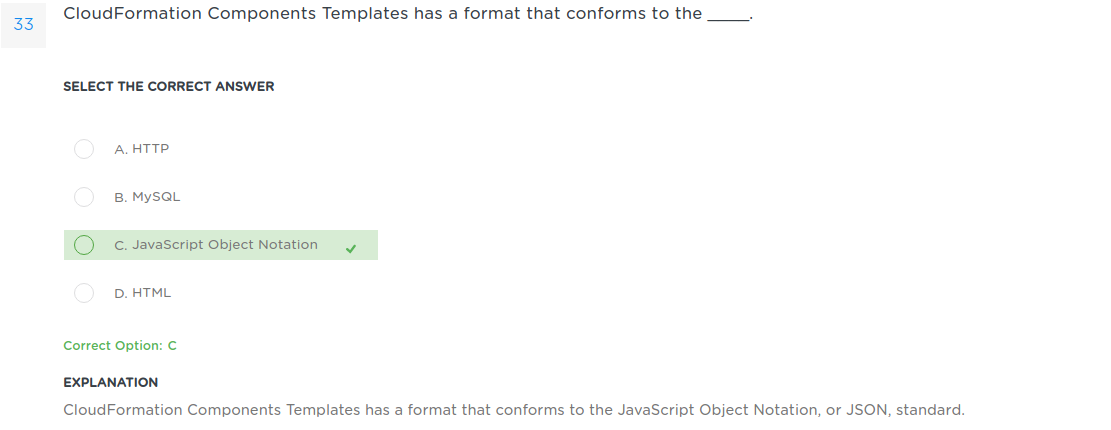 33
CloudFormation Components Templates has a format that conforms to the ____.
SELECT THE CORRECT ANSWER
A. HTTP
B. MySQL
C. JavaScript Object Notation
D. HTML
Correct Option: C
EXPLANATION
CloudFormation Components Templates has a format that conforms to the JavaScript Object Notation, or JSON, standard.